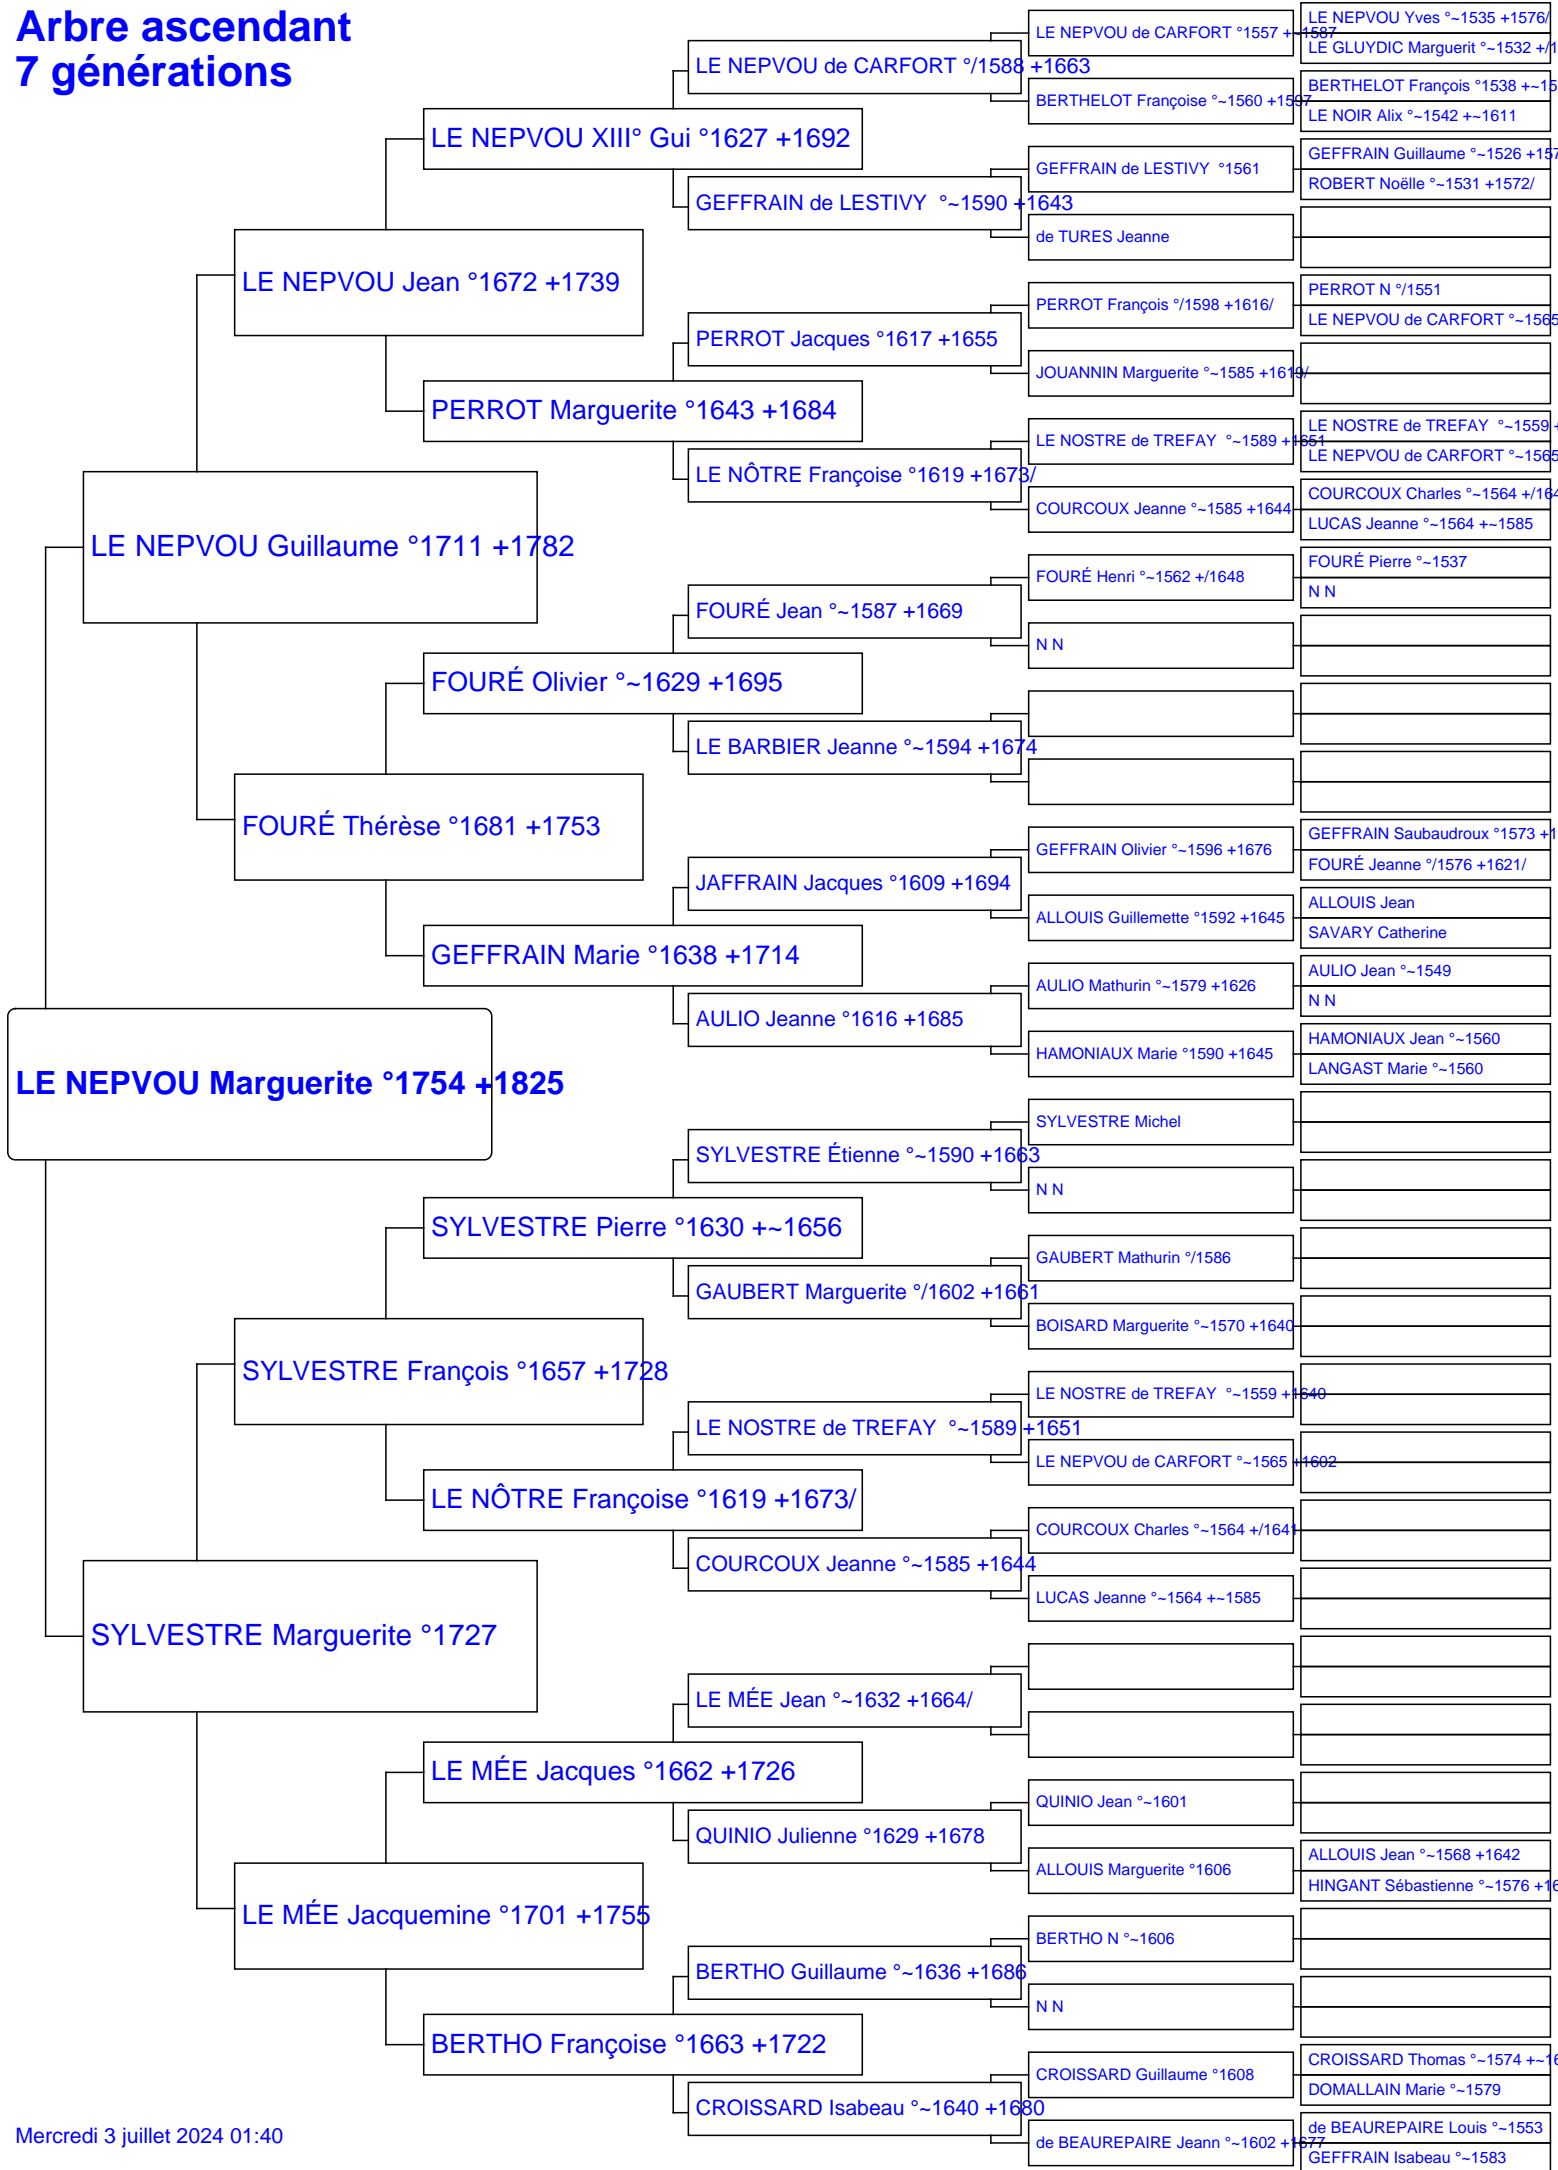 Arbre ascendant
7 générations
LE NEPVOU Marguerite °1754 +1825
LE NEPVOU Guillaume °1711 +1782
SYLVESTRE Marguerite °1727
LE NEPVOU Jean °1672 +1739
FOURÉ Thérèse °1681 +1753
SYLVESTRE François °1657 +1728
LE MÉE Jacquemine °1701 +1755
LE NEPVOU XIII° Gui °1627 +1692
PERROT Marguerite °1643 +1684
FOURÉ Olivier °~1629 +1695
GEFFRAIN Marie °1638 +1714
SYLVESTRE Pierre °1630 +~1656
LE NÔTRE Françoise °1619 +1673/
LE MÉE Jacques °1662 +1726
BERTHO Françoise °1663 +1722
LE NEPVOU de CARFORT °/1588 +1663
GEFFRAIN de LESTIVY °~1590 +1643
PERROT Jacques °1617 +1655
LE NÔTRE Françoise °1619 +1673/
FOURÉ Jean °~1587 +1669
LE BARBIER Jeanne °~1594 +1674
JAFFRAIN Jacques °1609 +1694
AULIO Jeanne °1616 +1685
SYLVESTRE Étienne °~1590 +1663
GAUBERT Marguerite °/1602 +1661
LE NOSTRE de TREFAY °~1589 +1651
COURCOUX Jeanne °~1585 +1644
LE MÉE Jean °~1632 +1664/
QUINIO Julienne °1629 +1678
BERTHO Guillaume °~1636 +1686
CROISSARD Isabeau °~1640 +1680
LE NEPVOU de CARFORT °1557 +~1587
BERTHELOT Françoise °~1560 +1597
GEFFRAIN de LESTIVY °1561
de TURES Jeanne
PERROT François °/1598 +1616/
JOUANNIN Marguerite °~1585 +1619/
LE NOSTRE de TREFAY °~1589 +1651
COURCOUX Jeanne °~1585 +1644
FOURÉ Henri °~1562 +/1648
N N
GEFFRAIN Olivier °~1596 +1676
ALLOUIS Guillemette °1592 +1645
AULIO Mathurin °~1579 +1626
HAMONIAUX Marie °1590 +1645
SYLVESTRE Michel
N N
GAUBERT Mathurin °/1586
BOISARD Marguerite °~1570 +1640
LE NOSTRE de TREFAY °~1559 +1640
LE NEPVOU de CARFORT °~1565 +1602
COURCOUX Charles °~1564 +/1641
LUCAS Jeanne °~1564 +~1585
QUINIO Jean °~1601
ALLOUIS Marguerite °1606
BERTHO N °~1606
N N
CROISSARD Guillaume °1608
de BEAUREPAIRE Jeann °~1602 +1677
LE NEPVOU Yves °~1535 +1576/
LE GLUYDIC Marguerit °~1532 +/1
BERTHELOT François °1538 +~15
LE NOIR Alix °~1542 +~1611
GEFFRAIN Guillaume °~1526 +157
ROBERT Noëlle °~1531 +1572/
PERROT N °/1551
LE NEPVOU de CARFORT °~1565
LE NOSTRE de TREFAY °~1559 +
LE NEPVOU de CARFORT °~1565
COURCOUX Charles °~1564 +/164
LUCAS Jeanne °~1564 +~1585
FOURÉ Pierre °~1537
N N
GEFFRAIN Saubaudroux °1573 +1
FOURÉ Jeanne °/1576 +1621/
ALLOUIS Jean
SAVARY Catherine
AULIO Jean °~1549
N N
HAMONIAUX Jean °~1560
LANGAST Marie °~1560
ALLOUIS Jean °~1568 +1642
HINGANT Sébastienne °~1576 +16
CROISSARD Thomas °~1574 +~16
DOMALLAIN Marie °~1579
de BEAUREPAIRE Louis °~1553
GEFFRAIN Isabeau °~1583
Mercredi 3 juillet 2024 01:40